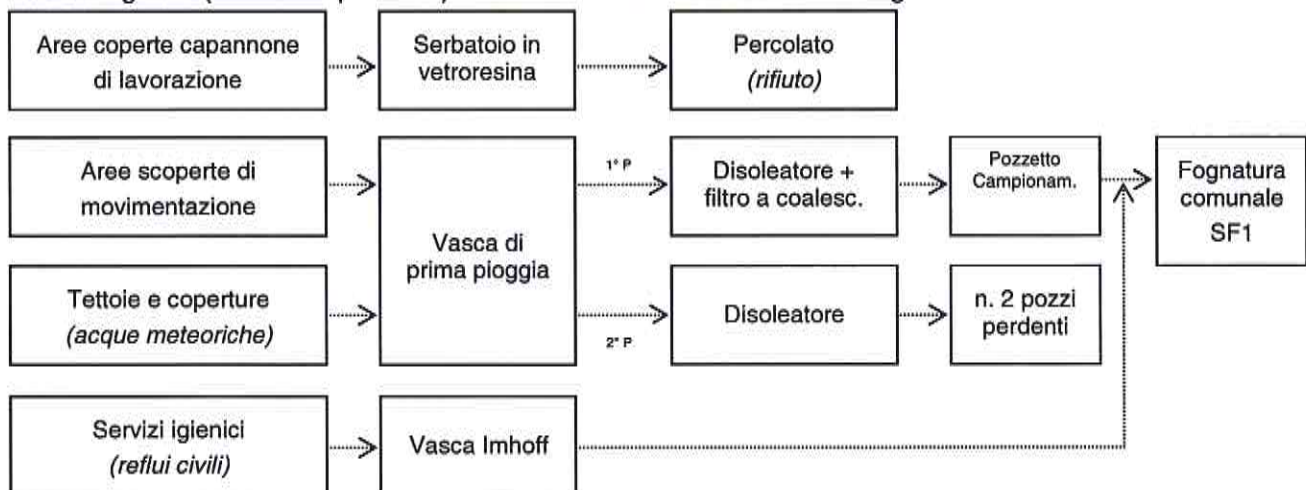 Aree coperte capannone
di lavorazione
Serbatoio in
vetroresina
Percolato
(rifiuto)
Aree scoperte di
movimentazione
Vasca di
prima pioggia
1° P
Disoleatore +
filtro a coalesc.
Pozzetto
Campionam.
Fognatura
comunale
SF1
Tettoie e coperture
(acque meteoriche)
2° P
Disoleatore
n. 2 pozzi
perdenti
Servizi igienici
(reflui civili)
Vasca Imhoff